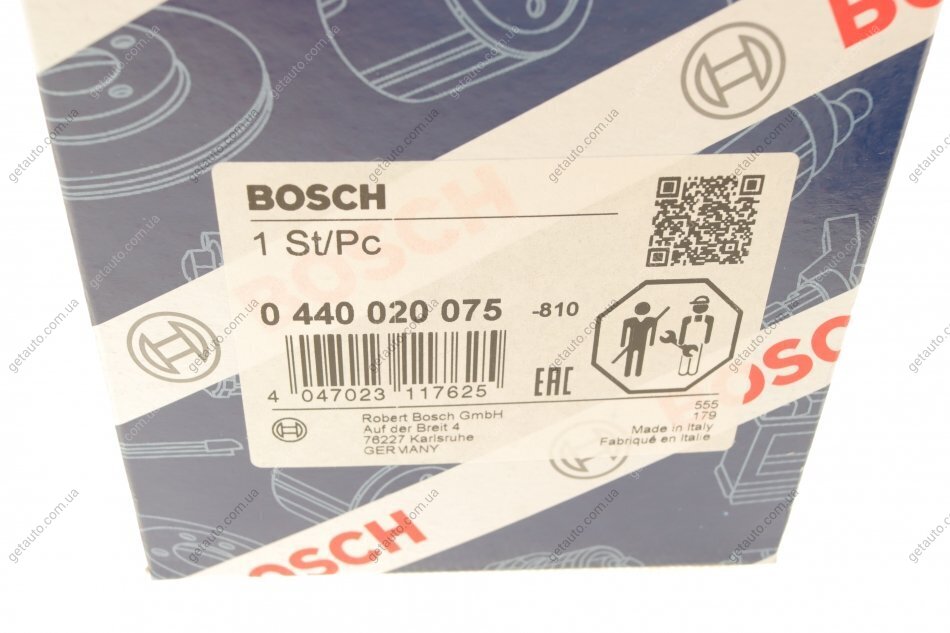 BOSCH
1 St/Pc
0 440 020 075 -810
4 047023 117625
EAC
Robert Bosch GmbH
Auf der Breit 4
76227 Karlsruhe
GERMANY
555
179
Made in Italy
Fabriqué en Italie
BOSCH
BOSCH
BOSCH
getauto.com.ua